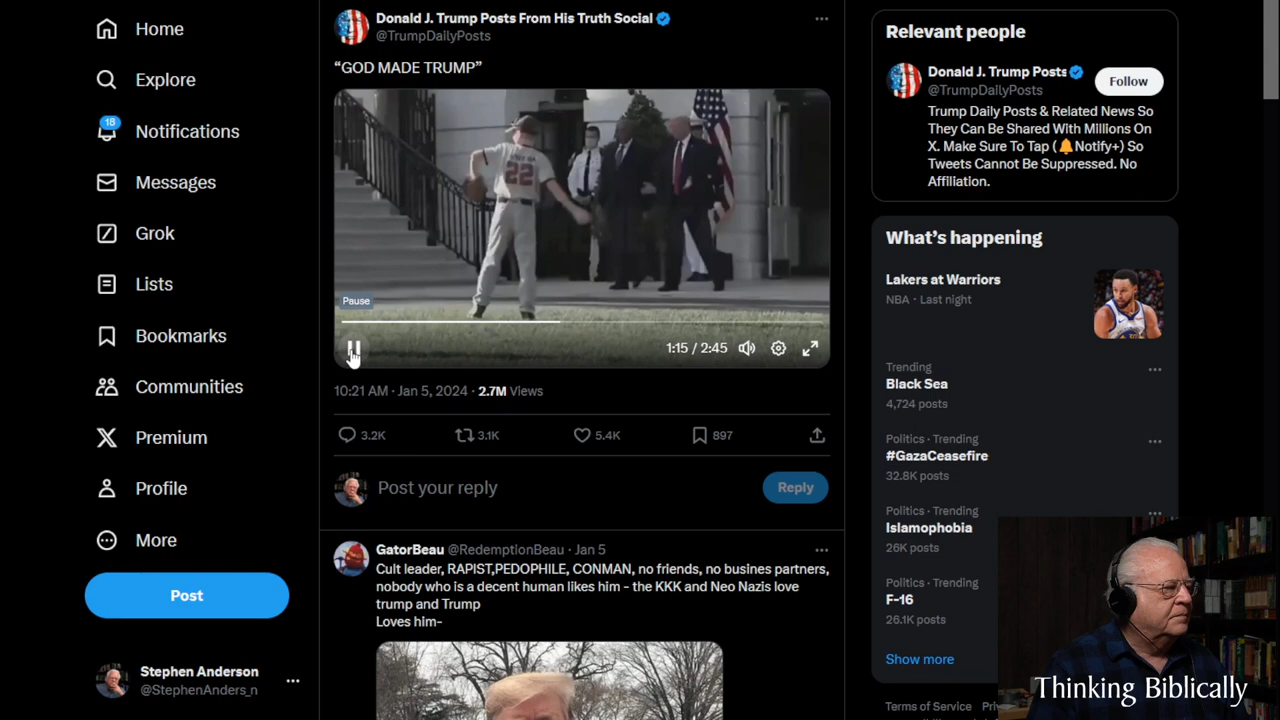 Home
Explore
18
Notifications
Messages
Grok
Lists
Bookmarks
Communities
Premium
Profile
More
Post
Stephen Anderson
@StephenAnders_n
Donald J. Trump Posts From His Truth Social
@TrumpDailyPosts
“GOD MADE TRUMP”
22
Pause
1:15 / 2:45
10:21 AM · Jan 5, 2024 · 2.7M Views
3.2K
3.1K
5.4K
897
Post your reply
Reply
GatorBeau @RedemptionBeau · Jan 5
Cult leader, RAPIST,PEDOPHILE, CONMAN, no friends, no busines partners,
nobody who is a decent human likes him - the KKK and Neo Nazis love
trump and Trump
Loves him-
Relevant people
Donald J. Trump Posts
@TrumpDailyPosts
Follow
Trump Daily Posts & Related News So
They Can Be Shared With Millions On
X. Make Sure To Tap (🔔Notify+) So
Tweets Cannot Be Suppressed. No
Affiliation.
What’s happening
Lakers at Warriors
NBA · Last night
Trending
Black Sea
4,724 posts
Politics · Trending
#GazaCeasefire
32.8K posts
Politics · Trending
Islamophobia
26K posts
Politics · Trending
F-16
26.1K posts
Show more
Terms of Service
Thinking Biblically